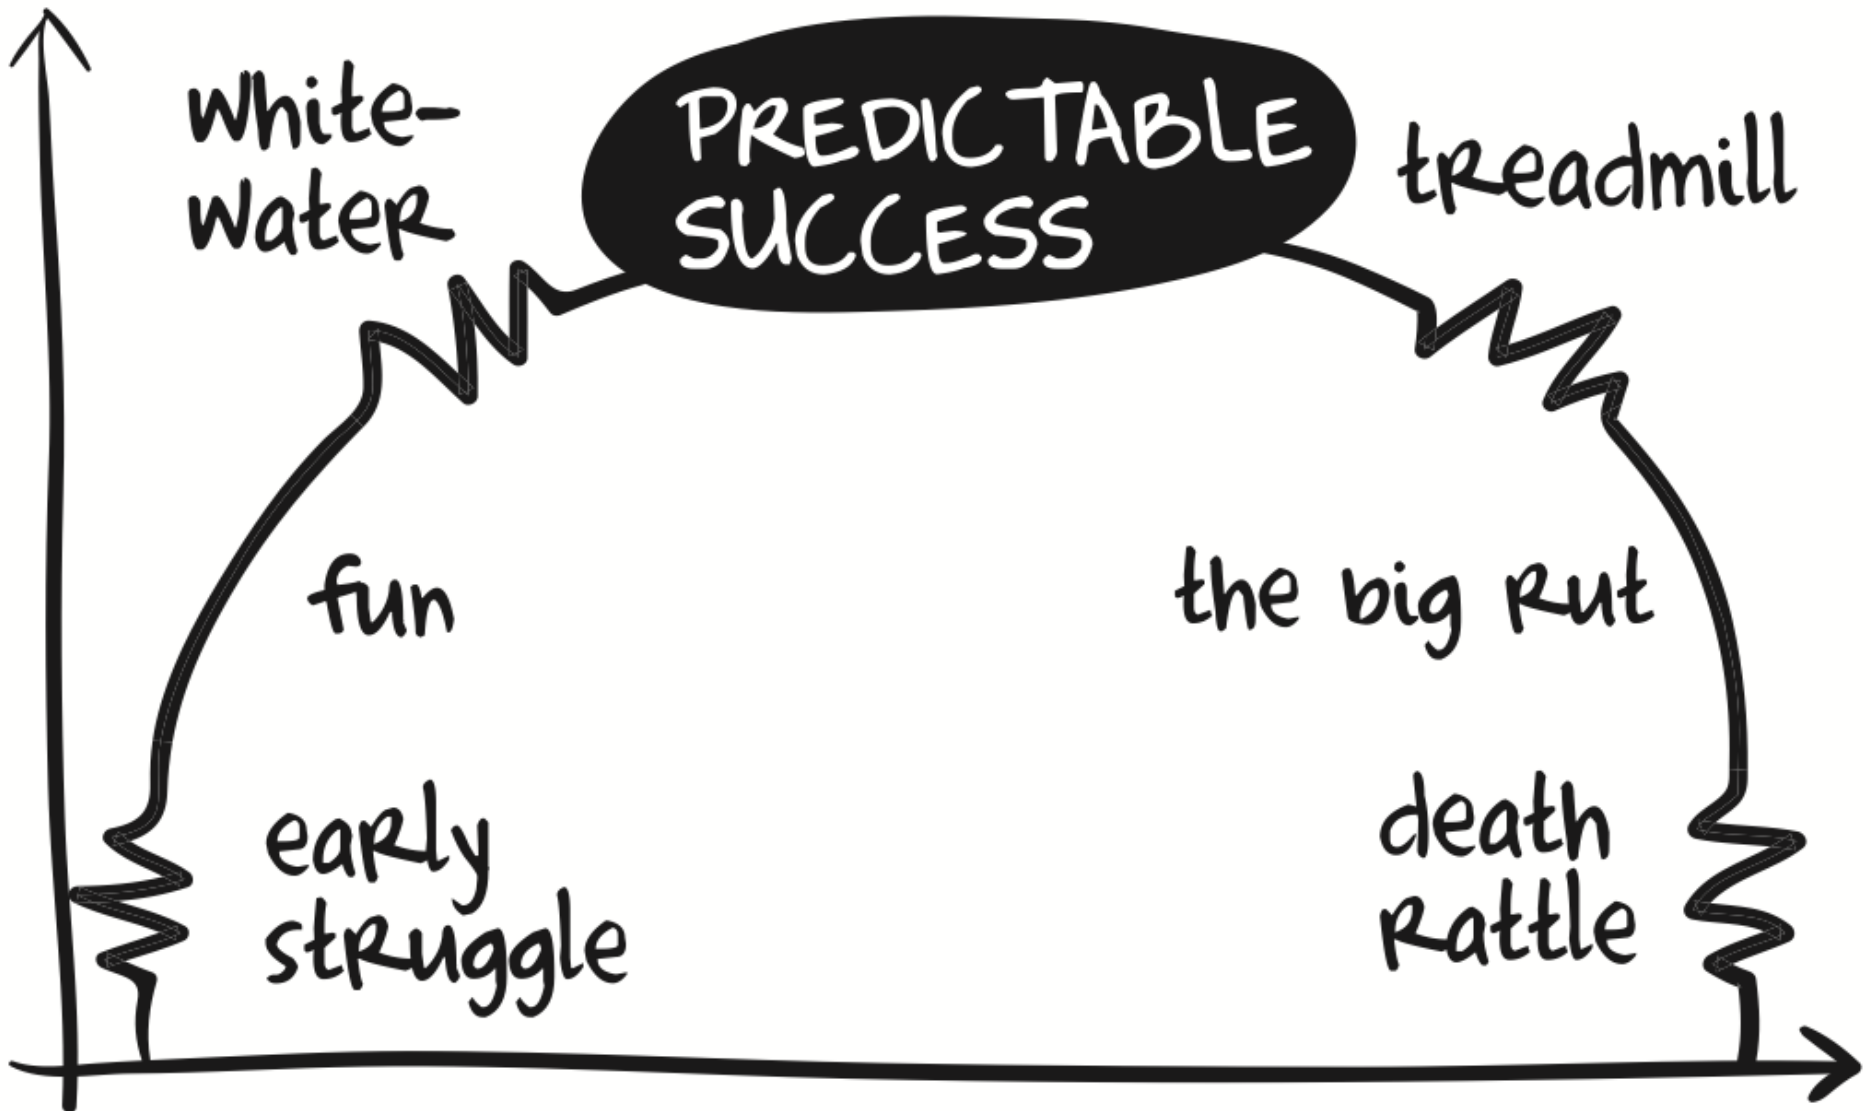 white-
water
PREDICTABLE
SUCCESS
treadmill
fun
the big rut
early
struggle
death
rattle